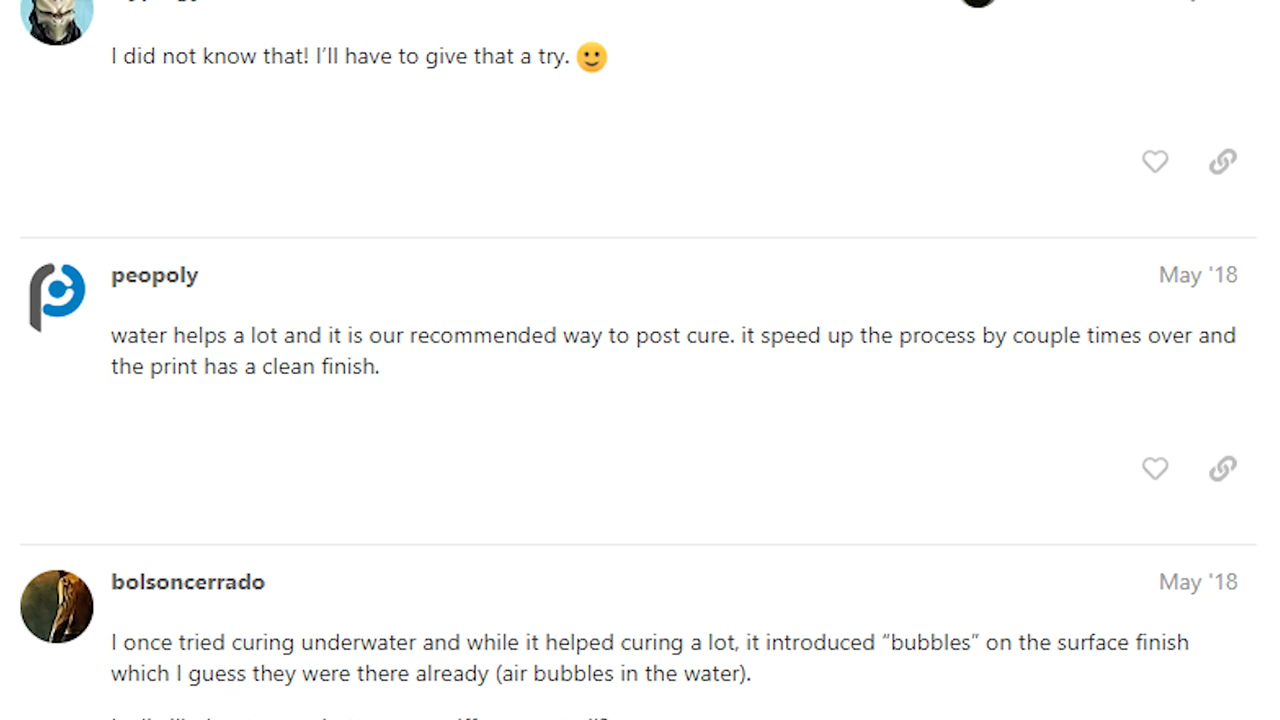 I did not know that! I’ll have to give that a try. 🙂
peopoly May '18
water helps a lot and it is our recommended way to post cure. it speed up the process by couple times over and
the print has a clean finish.
bolsoncerrado May '18
I once tried curing underwater and while it helped curing a lot, it introduced “bubbles” on the surface finish
which I guess they were there already (air bubbles in the water).